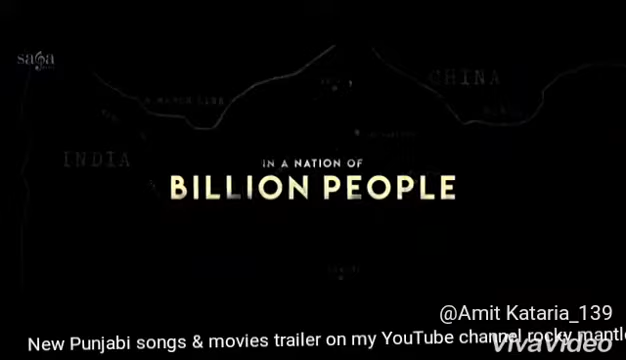 saga
CHINA
INDIA
IN A NATION OF
BILLION PEOPLE
@Amit Kataria_139
New Punjabi songs & movies trailer on my YouTube channel rocky mantl
VivaVideo